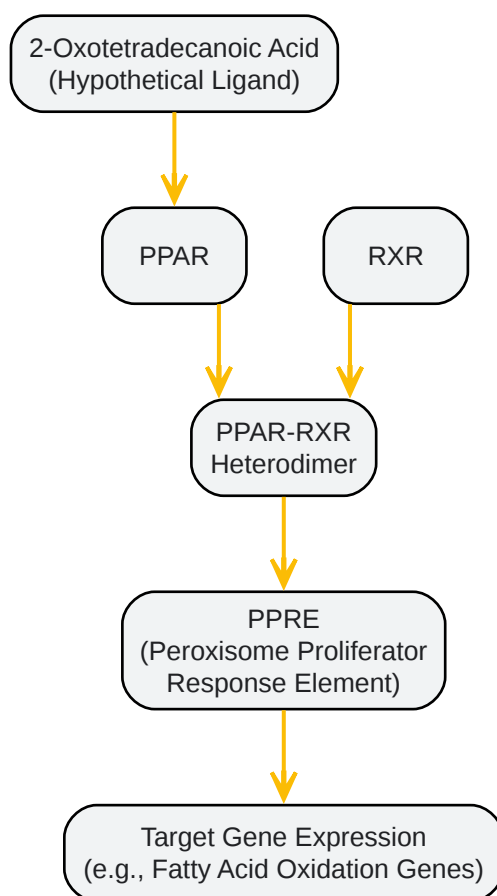 2-Oxotetradecanoic Acid
(Hypothetical Ligand)
PPAR
RXR
PPAR-RXR
Heterodimer
PPRE
(Peroxisome Proliferator
Response Element)
Target Gene Expression
(e.g., Fatty Acid Oxidation Genes)